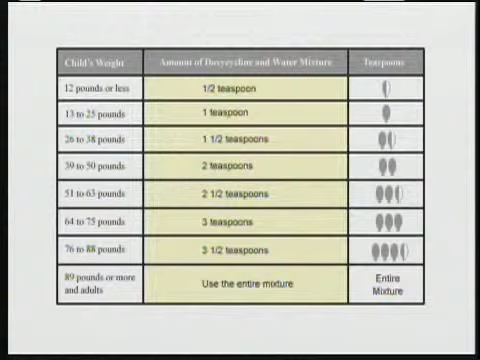 Child's Weight Amount of Doxycycline and Water Mixture Teaspoons
12 pounds or less 1/2 teaspoon
13 to 25 pounds 1 teaspoon
26 to 38 pounds 1 1/2 teaspoons
39 to 50 pounds 2 teaspoons
51 to 63 pounds 2 1/2 teaspoons
64 to 75 pounds 3 teaspoons
76 to 88 pounds 3 1/2 teaspoons
89 pounds or more
and adults
Use the entire mixture
Entire
Mixture